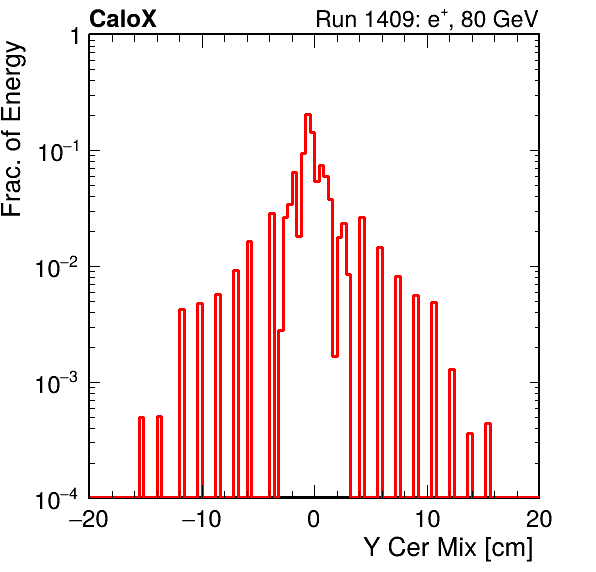 CaloX Run 1409: e⁺, 80 GeV
Frac. of Energy
1
10⁻¹
10⁻²
10⁻³
10⁻⁴
−20 −10 0 10 20
Y Cer Mix [cm]